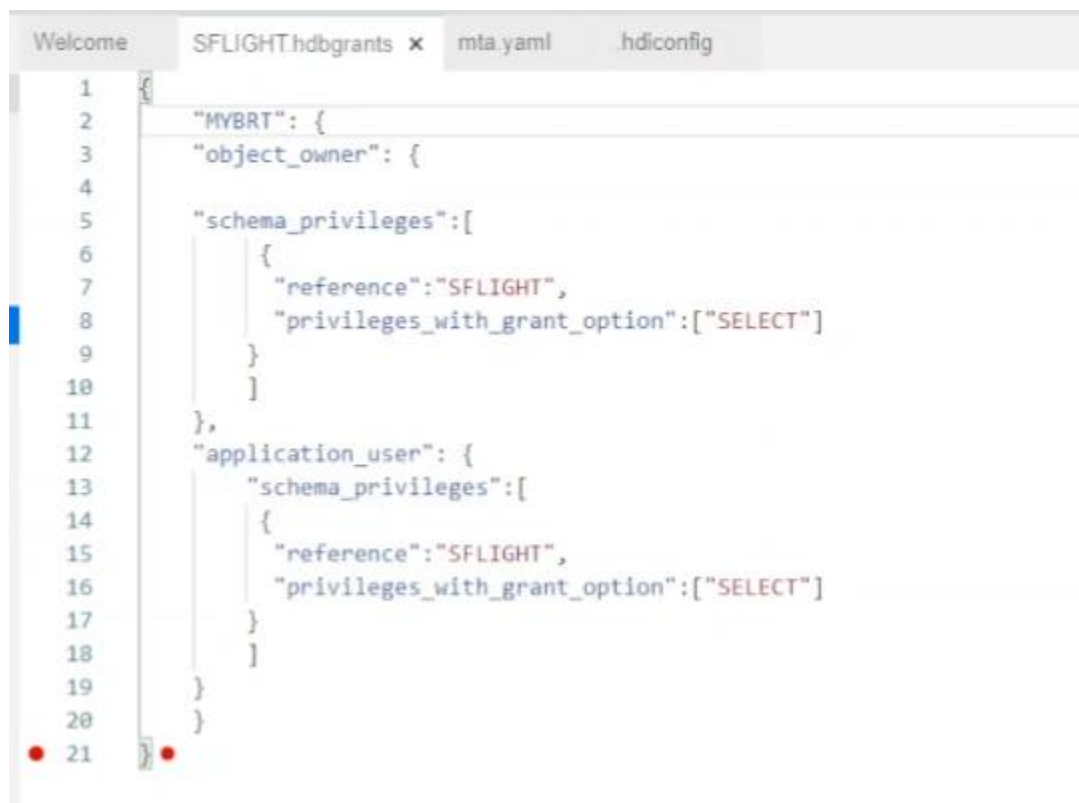 Welcome SFLIGHT.hdbgrants × mta.yaml .hdiconfig
1 {
2 "MYBRT": {
3 "object_owner": {
4
5 "schema_privileges":[
6 {
7 "reference":"SFLIGHT",
8 "privileges_with_grant_option":["SELECT"]
9 }
10 ]
11 },
12 "application_user": {
13 "schema_privileges":[
14 {
15 "reference":"SFLIGHT",
16 "privileges_with_grant_option":["SELECT"]
17 }
18 ]
19 }
20 }
21 }